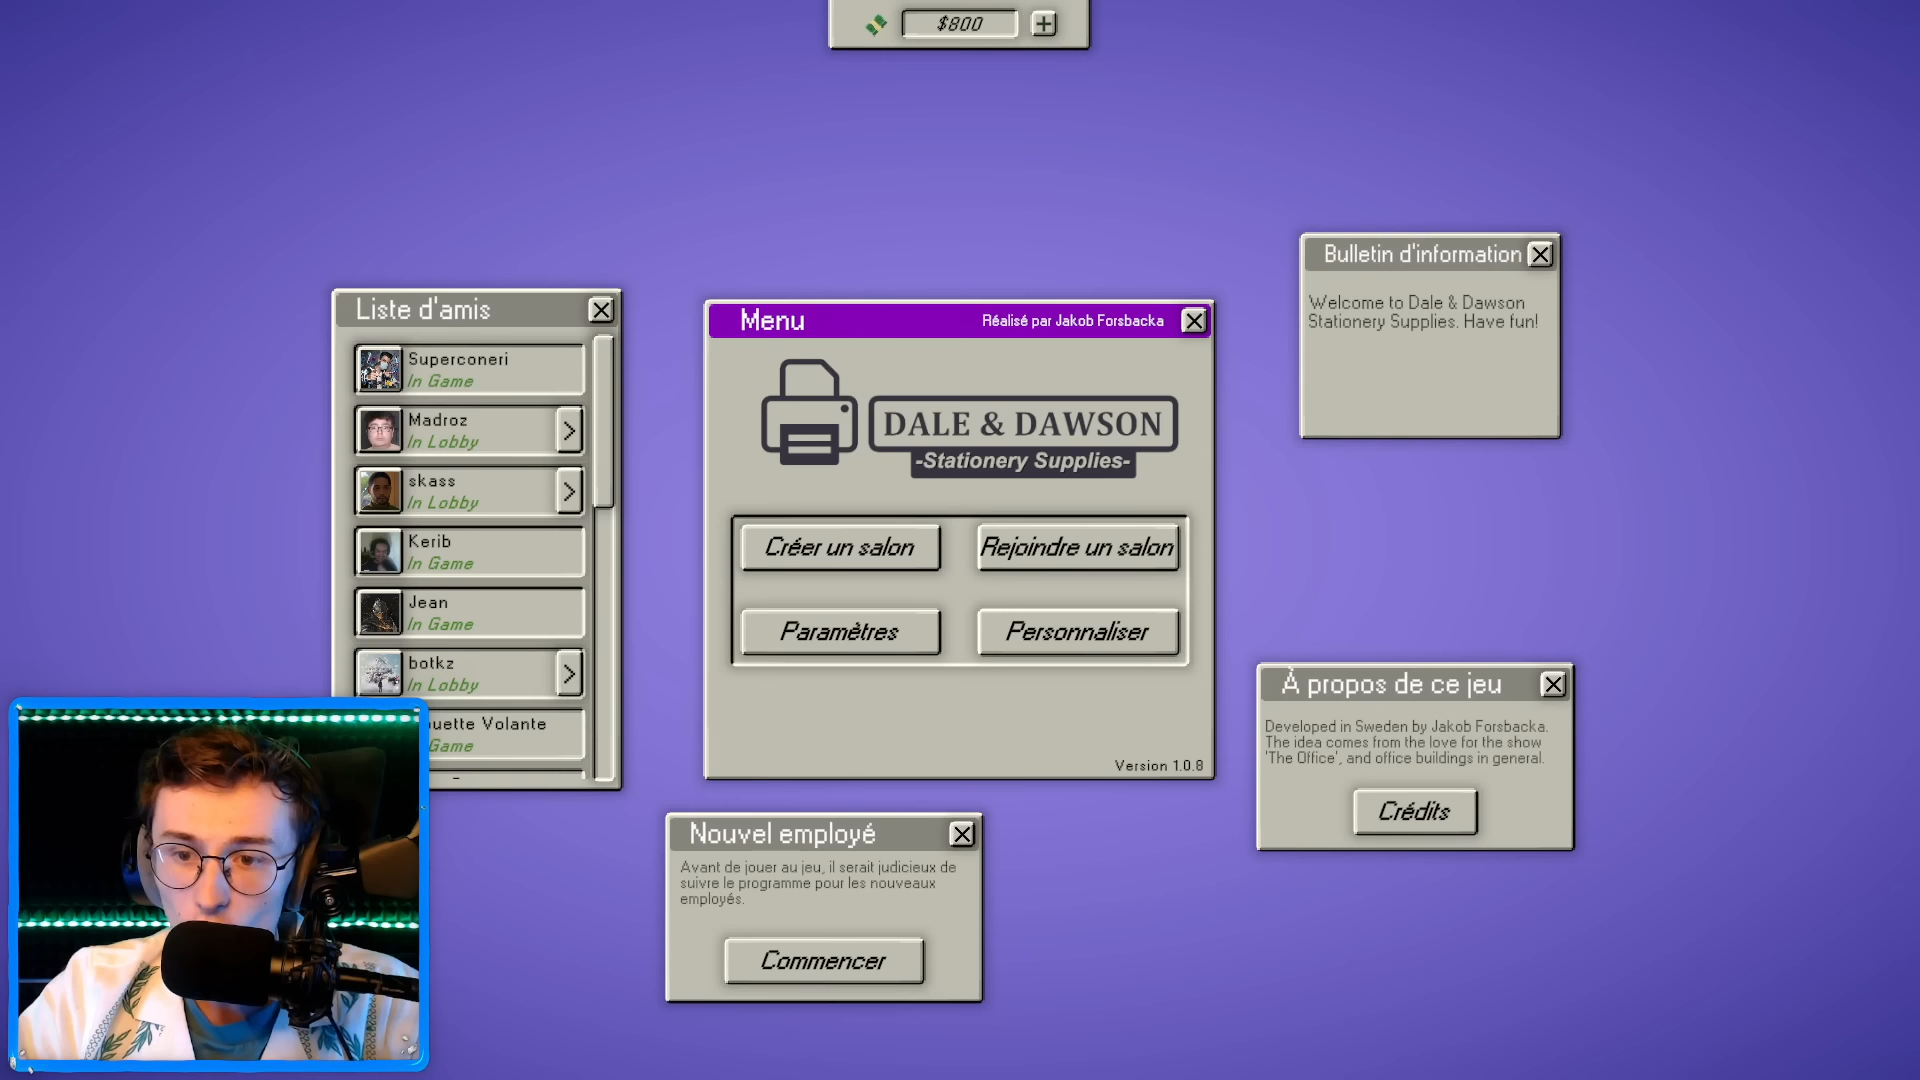 $800
Bulletin d'information
Welcome to Dale & Dawson
Stationery Supplies. Have fun!
Liste d'amis
Superconeri
In Game
Madroz
In Lobby
skass
In Lobby
Kerib
In Game
Jean
In Game
botkz
In Lobby
Volante
Game
Menu
Réalisé par Jakob Forsbacka
DALE & DAWSON
-Stationery Supplies-
Créer un salon
Rejoindre un salon
Paramètres
Personnaliser
Version 1.0.8
À propos de ce jeu
Developed in Sweden by Jakob Forsbacka.
The idea comes from the love for the show
'The Office', and office buildings in general.
Crédits
Nouvel employé
Avant de jouer au jeu, il serait judicieux de
suivre le programme pour les nouveaux
employés.
Commencer